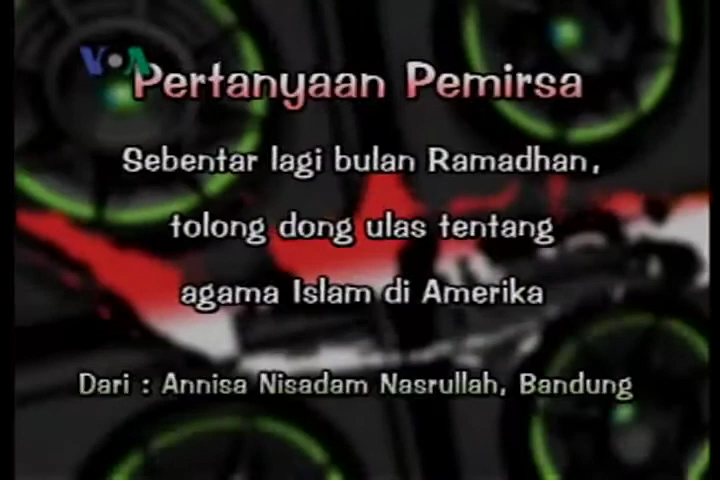 VOA
Pertanyaan Pemirsa
Sebentar lagi bulan Ramadhan,
tolong dong ulas tentang
agama Islam di Amerika
Dari : Annisa Nisadam Nasrullah, Bandung